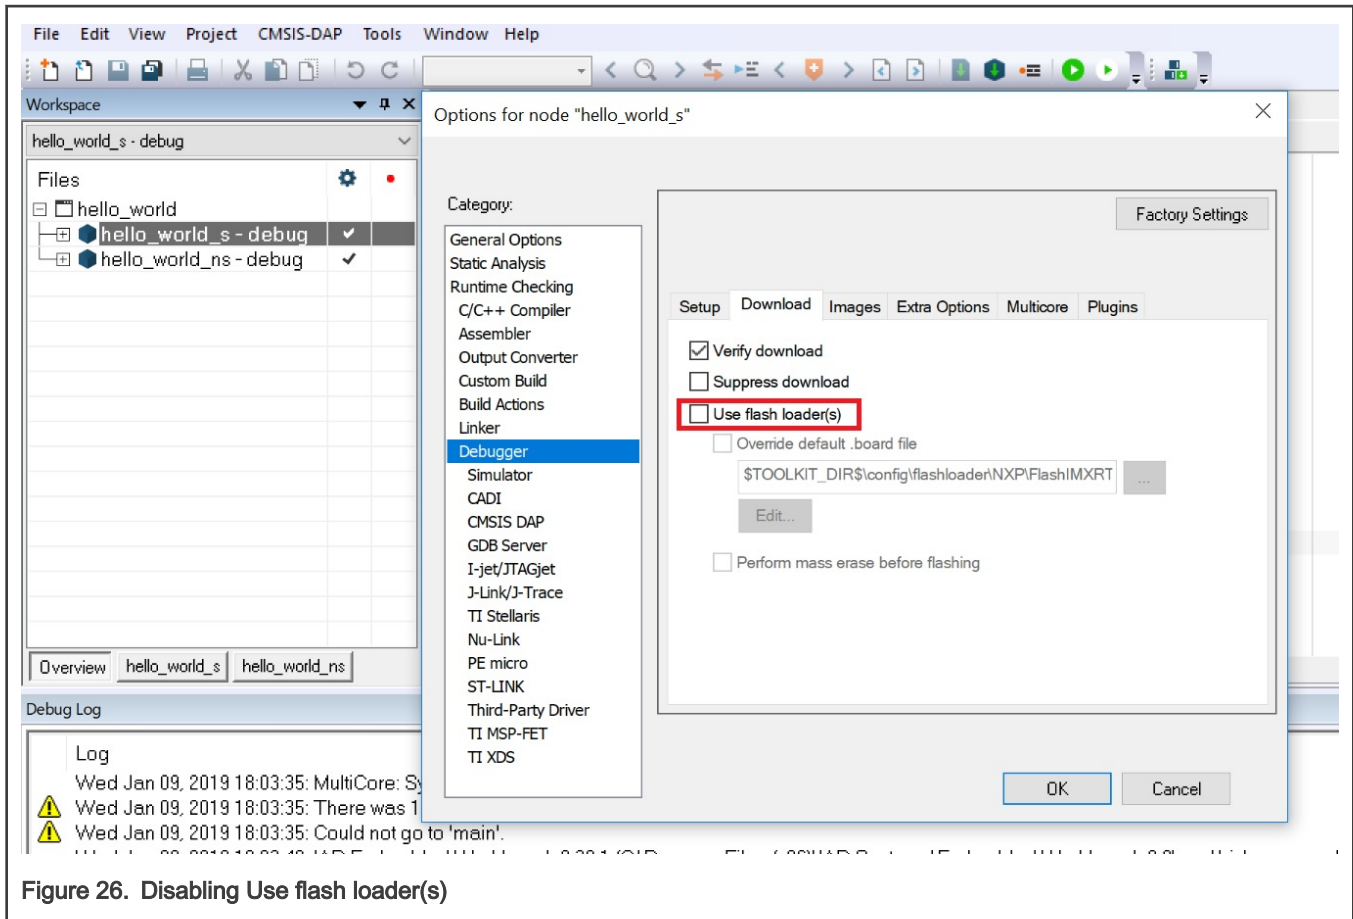 File Edit View Project CMSIS-DAP Tools Window Help
Workspace
hello_world_s - debug
Files
hello_world
hello_world_s - debug
hello_world_ns - debug
Overview hello_world_s hello_world_ns
Options for node "hello_world_s"
Category:
General Options
Static Analysis
Runtime Checking
C/C++ Compiler
Assembler
Output Converter
Custom Build
Build Actions
Linker
Debugger
Simulator
CADI
CMSIS DAP
GDB Server
I-jet/JTAGjet
J-Link/J-Trace
TI Stellaris
Nu-Link
PE micro
ST-LINK
Third-Party Driver
TI MSP-FET
TI XDS
Factory Settings
Setup Download Images Extra Options Multicore Plugins
Verify download
Suppress download
Use flash loader(s)
Override default .board file
$TOOLKIT_DIR$\config\flashloader\NXP\FlashIMXRT ...
Edit...
Perform mass erase before flashing
OK Cancel
Debug Log
Log
Wed Jan 09, 2019 18:03:35: MultiCore: Sy
Wed Jan 09, 2019 18:03:35: There was 1
Wed Jan 09, 2019 18:03:35: Could not go to 'main'.
Figure 26. Disabling Use flash loader(s)